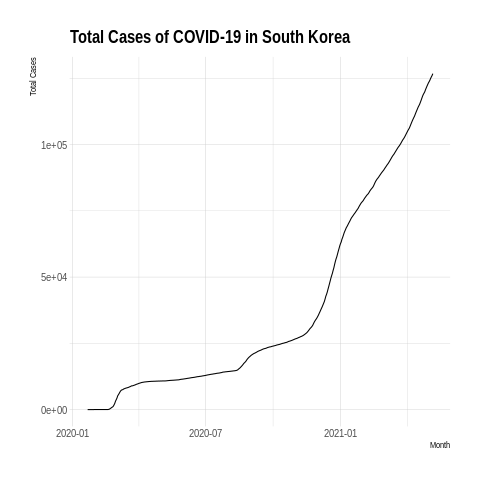 Total Cases of COVID-19 in South Korea
Total Cases
1e+05
5e+04
0e+00
2020-01 2020-07 2021-01
Month